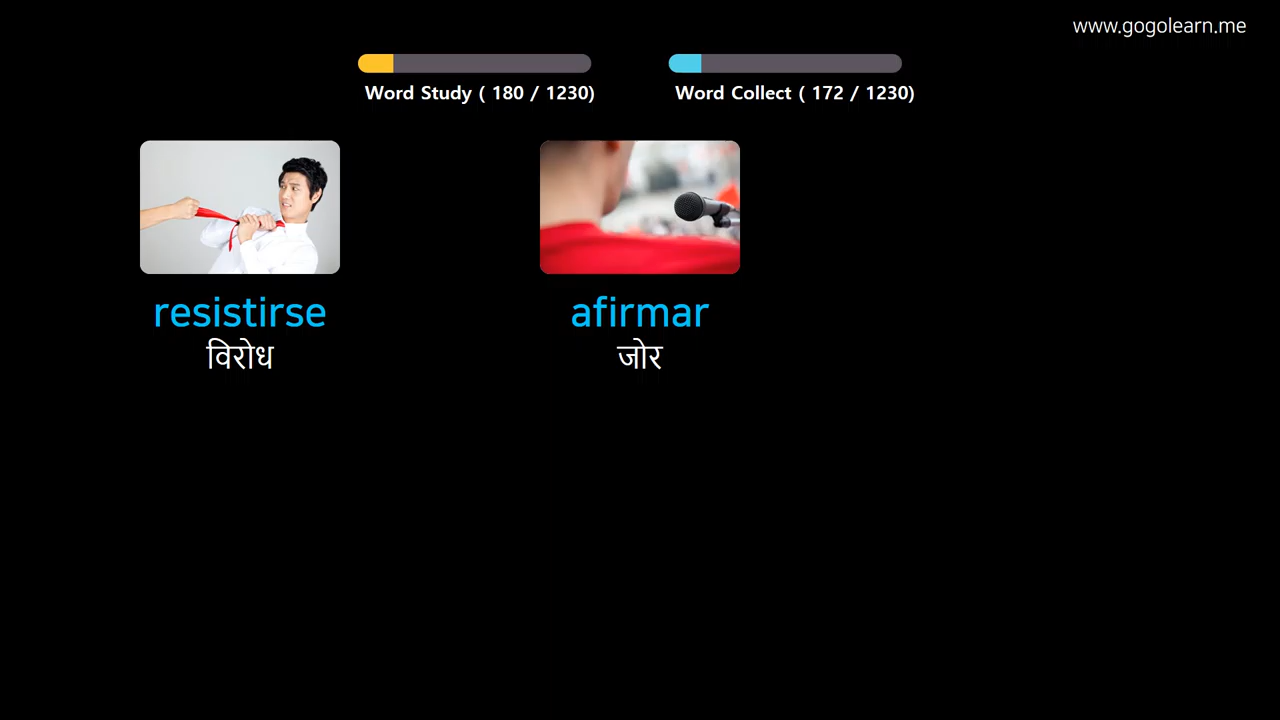 www.gogolearn.me
Word Study ( 180 / 1230)
Word Collect ( 172 / 1230)
resistirse
विरोध
afirmar
जोर